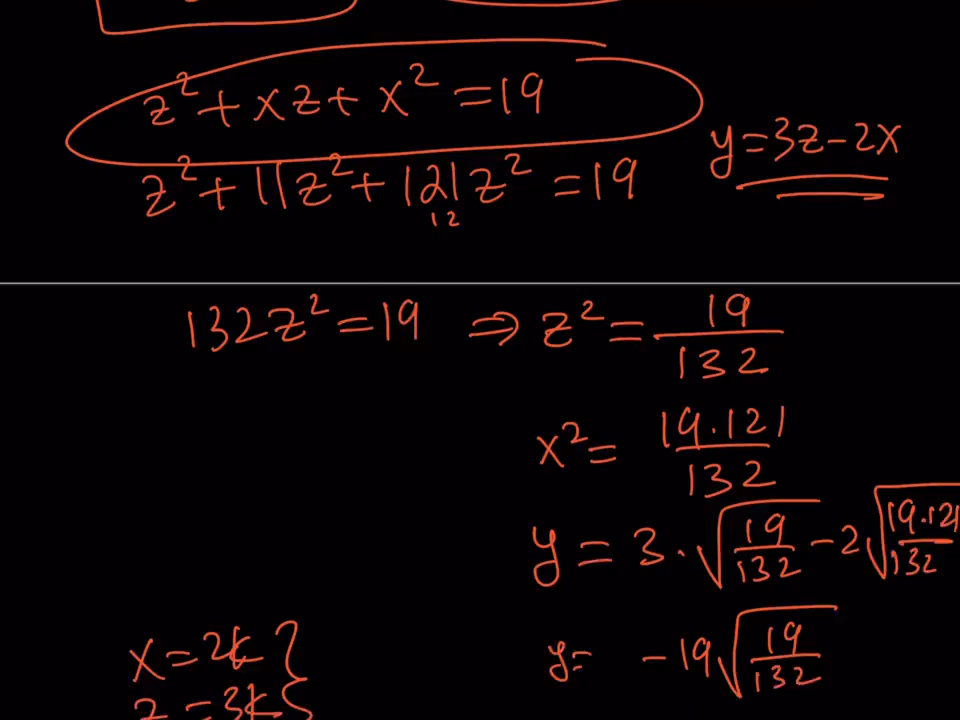 z² + xz + x² = 19
y = 3z - 2x
z² + 11z² + 121z² = 19
12
132z² = 19 ⇒ z² = 19/132
x² = 19.121/132
y = 3 · √(19/132) - 2√(19.121/132)
x = 2k }
y = -19√(19/132)
z = 3k }